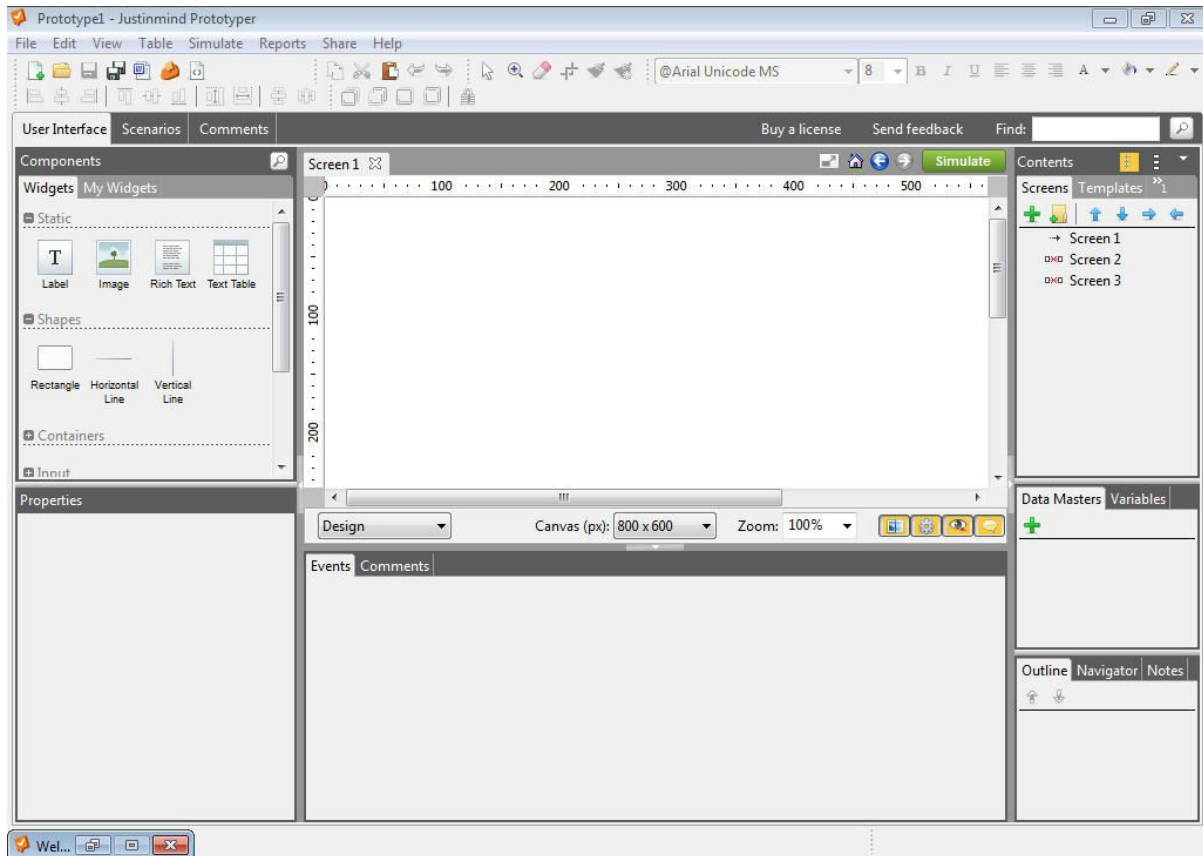 Prototype1 - Justinmind Prototyper
File Edit View Table Simulate Reports Share Help
@Arial Unicode MS 8 B I U A
User Interface Scenarios Comments Buy a license Send feedback Find:
Components
Widgets My Widgets
Static
T
Label Image Rich Text Text Table
Shapes
Rectangle Horizontal Line Vertical Line
Containers
Input
Properties
Screen 1 Simulate
100 200 300 400 500
0
100
200
Design Canvas (px): 800 x 600 Zoom: 100%
Events Comments
Contents
Screens Templates »1
Screen 1
Screen 2
Screen 3
Data Masters Variables
Outline Navigator Notes
Wel...